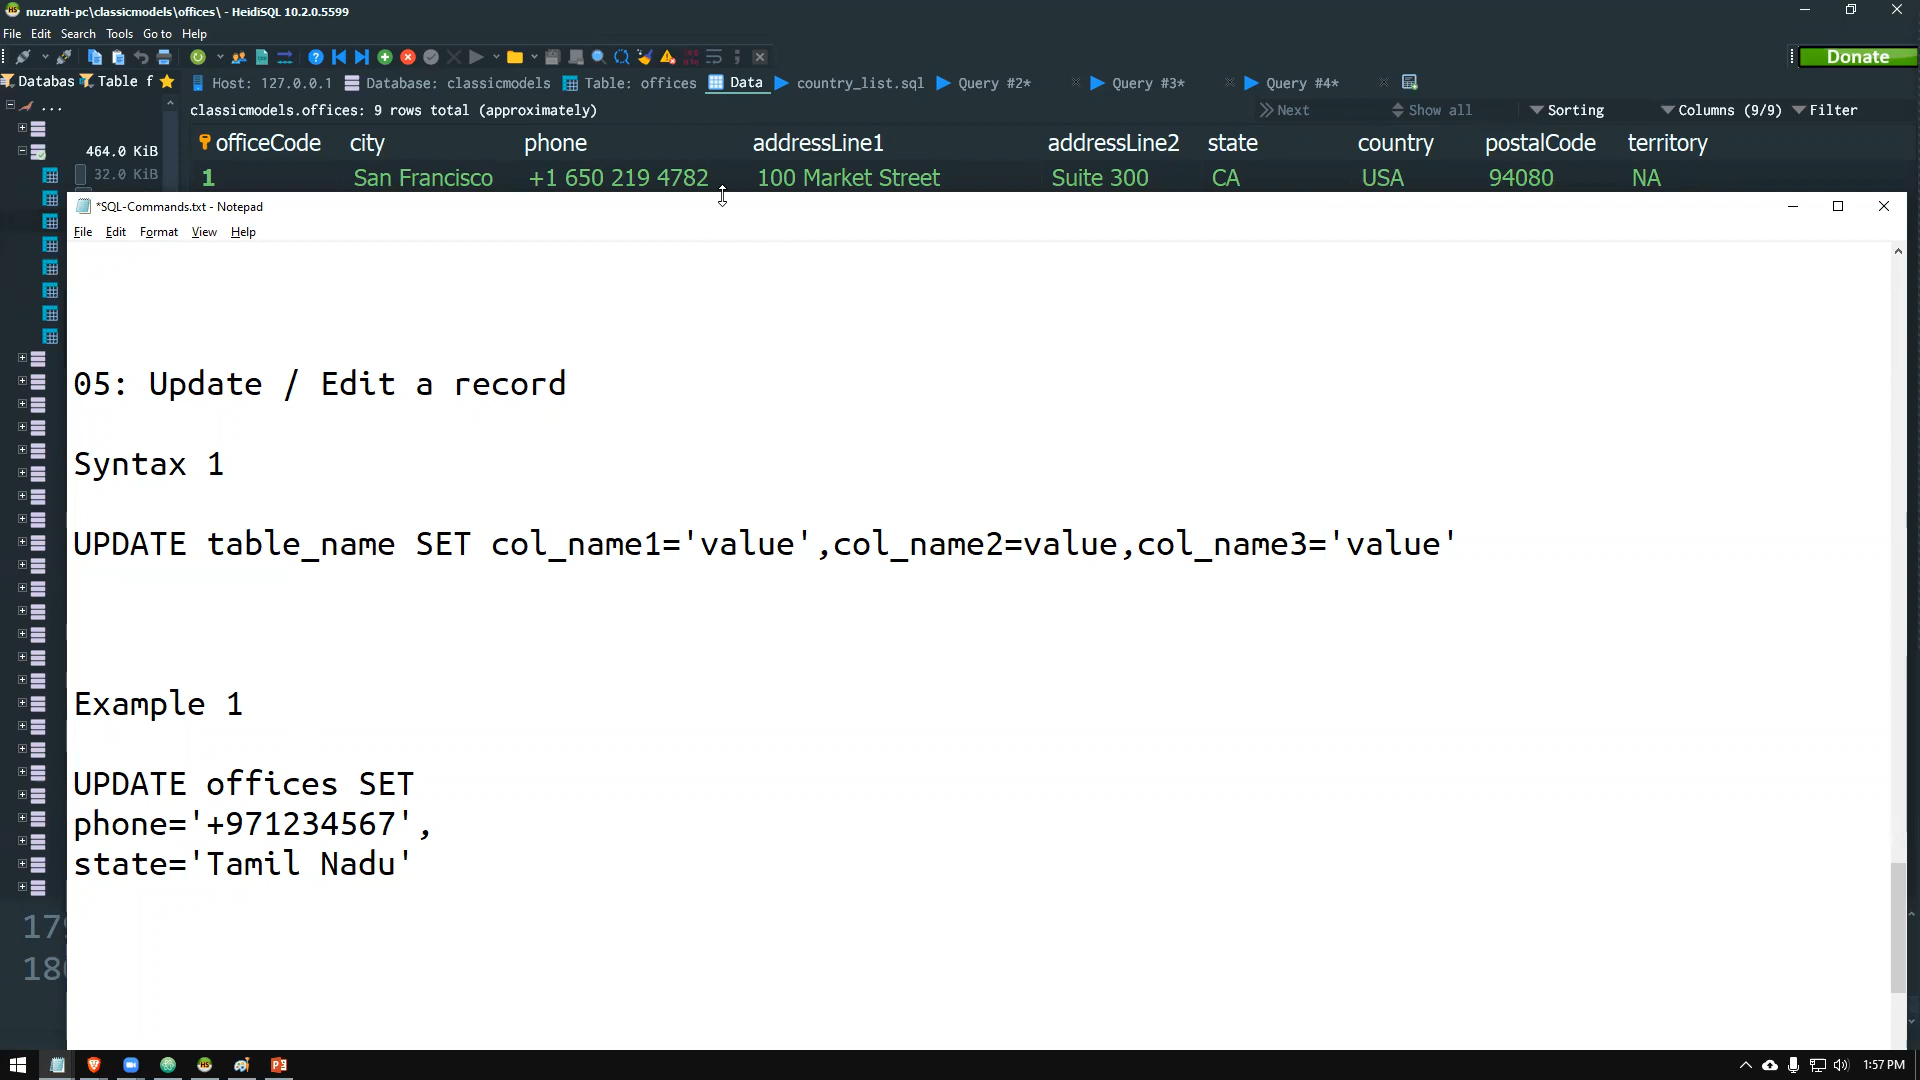 nuzrath-pc\classicmodels\offices\ - HeidiSQL 10.2.0.5599
File Edit Search Tools Go to Help
Donate
Databas Table f Host: 127.0.0.1 Database: classicmodels Table: offices Data country_list.sql Query #2* Query #3* Query #4*
...
classicmodels.offices: 9 rows total (approximately) Next Show all Sorting Columns (9/9) Filter
officeCode city phone addressLine1 addressLine2 state country postalCode territory
464.0 KiB
32.0 KiB
1 San Francisco +1 650 219 4782 100 Market Street Suite 300 CA USA 94080 NA
*SQL-Commands.txt - Notepad
File Edit Format View Help
05: Update / Edit a record
Syntax 1
UPDATE table_name SET col_name1='value',col_name2=value,col_name3='value'
Example 1
UPDATE offices SET
phone='+971234567',
state='Tamil Nadu'
1:57 PM